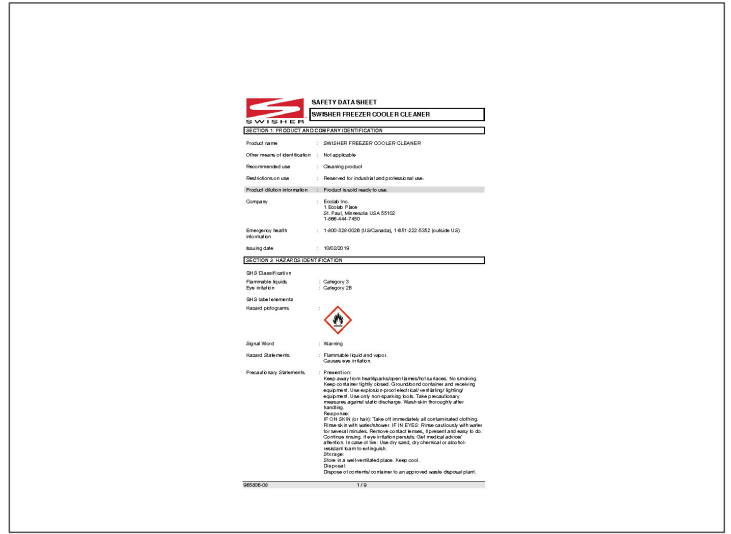 SAFETY DATA SHEET
SWISHER FREEZER COOLER CLEANER
SWISHER
SECTION 1. PRODUCT AND COMPANY IDENTIFICATION
Product name : SWISHER FREEZER COOLER CLEANER
Other means of identification : Not applicable
Recommended use : Cleaning product
Restrictions on use : Reserved for industrial and professional use.
Product dilution information : Product is sold ready to use.
Company : Ecolab Inc.
1 Ecolab Place
St. Paul, Minnesota USA 55102
1-866-444-7450
Emergency health information : 1-800-328-0026 (US/Canada), 1-651-222-5352 (outside US)
Issuing date : 10/02/2019
SECTION 2. HAZARDS IDENTIFICATION
GHS Classification
Flammable liquids : Category 3
Eye irritation : Category 2B
GHS label elements
Hazard pictograms :
Signal Word : Warning
Hazard Statements : Flammable liquid and vapor.
Causes eye irritation.
Precautionary Statements : Prevention:
Keep away from heat/sparks/open flames/hot surfaces. No smoking.
Keep container tightly closed. Ground/bond container and receiving
equipment. Use explosion-proof electrical/ ventilating/ lighting/
equipment. Use only non-sparking tools. Take precautionary
measures against static discharge. Wash skin thoroughly after
handling.
Response:
IF ON SKIN (or hair): Take off immediately all contaminated clothing.
Rinse skin with water/shower. IF IN EYES: Rinse cautiously with water
for several minutes. Remove contact lenses, if present and easy to do.
Continue rinsing. If eye irritation persists: Get medical advice/
attention. In case of fire: Use dry sand, dry chemical or alcohol-
resistant foam to extinguish.
Storage:
Store in a well-ventilated place. Keep cool.
Disposal:
Dispose of contents/ container to an approved waste disposal plant.
1 / 9